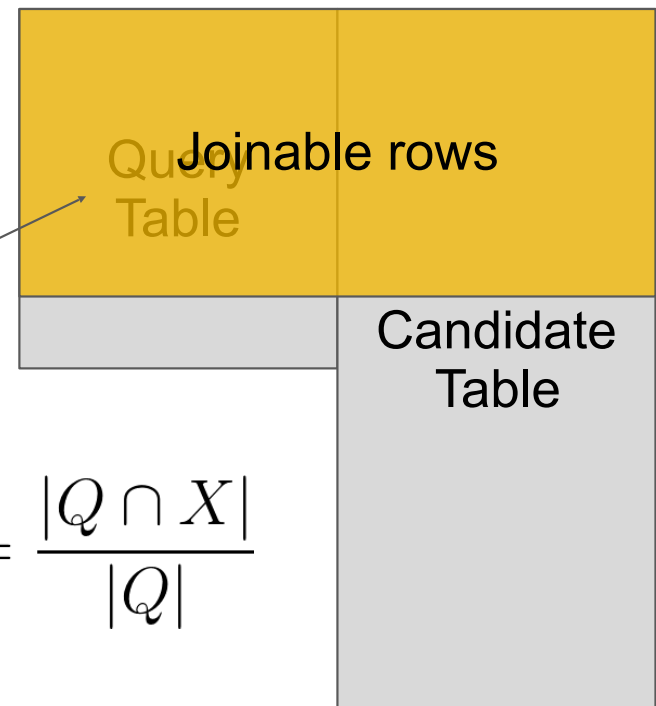 Query
Table
Joinable rows
Candidate
Table
= |Q ∩ X|
|Q|